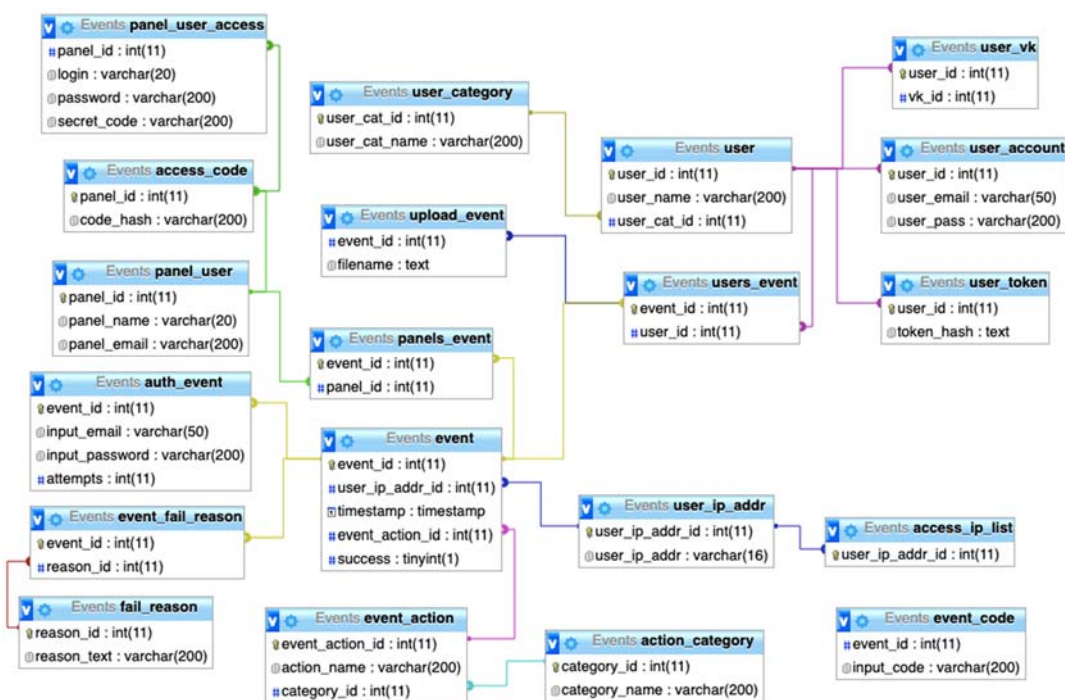 Events panel_user_access
panel_id : int(11)
login : varchar(20)
password : varchar(200)
secret_code : varchar(200)
Events access_code
panel_id : int(11)
code_hash : varchar(200)
Events panel_user
panel_id : int(11)
panel_name : varchar(20)
panel_email : varchar(200)
Events auth_event
event_id : int(11)
input_email : varchar(50)
input_password : varchar(200)
attempts : int(11)
Events event_fail_reason
event_id : int(11)
reason_id : int(11)
Events fail_reason
reason_id : int(11)
reason_text : varchar(200)
Events user_category
user_cat_id : int(11)
user_cat_name : varchar(200)
Events upload_event
event_id : int(11)
filename : text
Events panels_event
event_id : int(11)
panel_id : int(11)
Events event
event_id : int(11)
user_ip_addr_id : int(11)
timestamp : timestamp
event_action_id : int(11)
success : tinyint(1)
Events event_action
event_action_id : int(11)
action_name : varchar(200)
category_id : int(11)
Events user
user_id : int(11)
user_name : varchar(200)
user_cat_id : int(11)
Events users_event
event_id : int(11)
user_id : int(11)
Events user_ip_addr
user_ip_addr_id : int(11)
user_ip_addr : varchar(16)
Events action_category
category_id : int(11)
category_name : varchar(200)
Events user_vk
user_id : int(11)
vk_id : int(11)
Events user_account
user_id : int(11)
user_email : varchar(50)
user_pass : varchar(200)
Events user_token
user_id : int(11)
token_hash : text
Events access_ip_list
user_ip_addr_id : int(11)
Events event_code
event_id : int(11)
input_code : varchar(200)